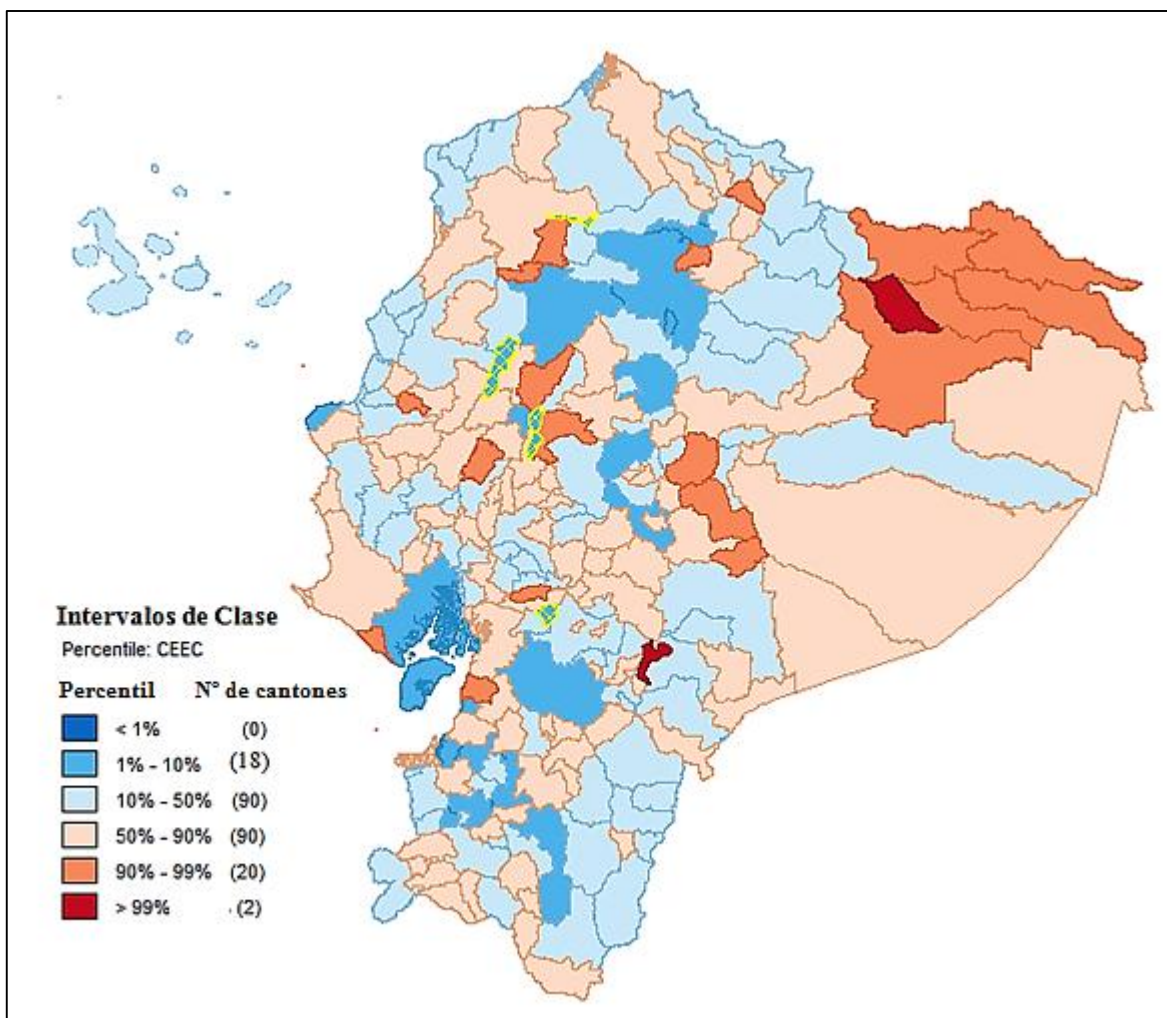 Intervalos de Clase
Percentile: CEEC
Percentil N° de cantones
< 1% (0)
1% - 10% (18)
10% - 50% (90)
50% - 90% (90)
90% - 99% (20)
> 99% (2)